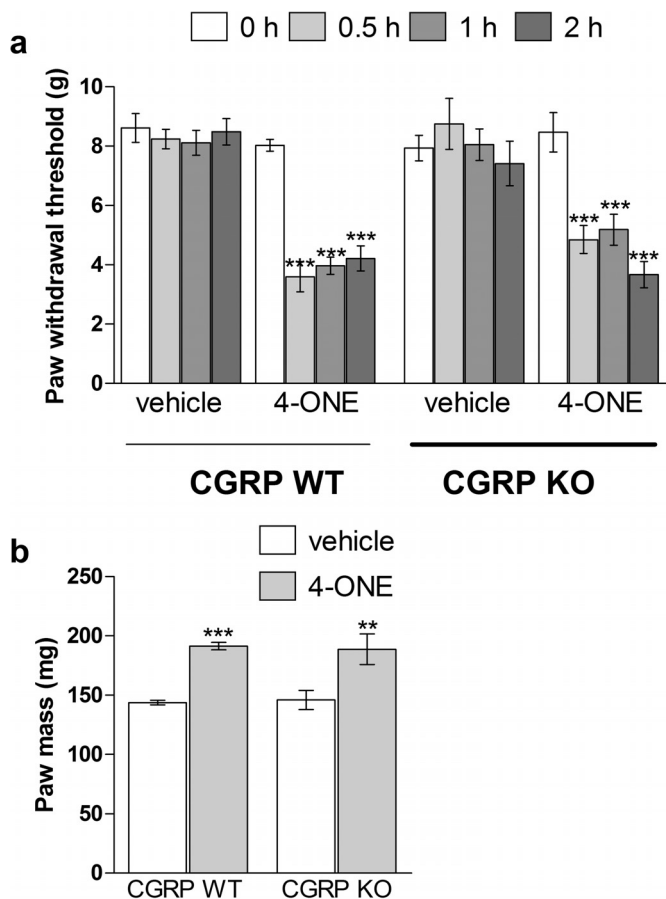 0 h 0.5 h 1 h 2 h
a
Paw withdrawal threshold (g)
10
8
6
4
2
0
*** *** ***
*** *** ***
vehicle 4-ONE vehicle 4-ONE
CGRP WT CGRP KO
b
vehicle
4-ONE
Paw mass (mg)
250
200
150
100
50
0
*** **
CGRP WT CGRP KO